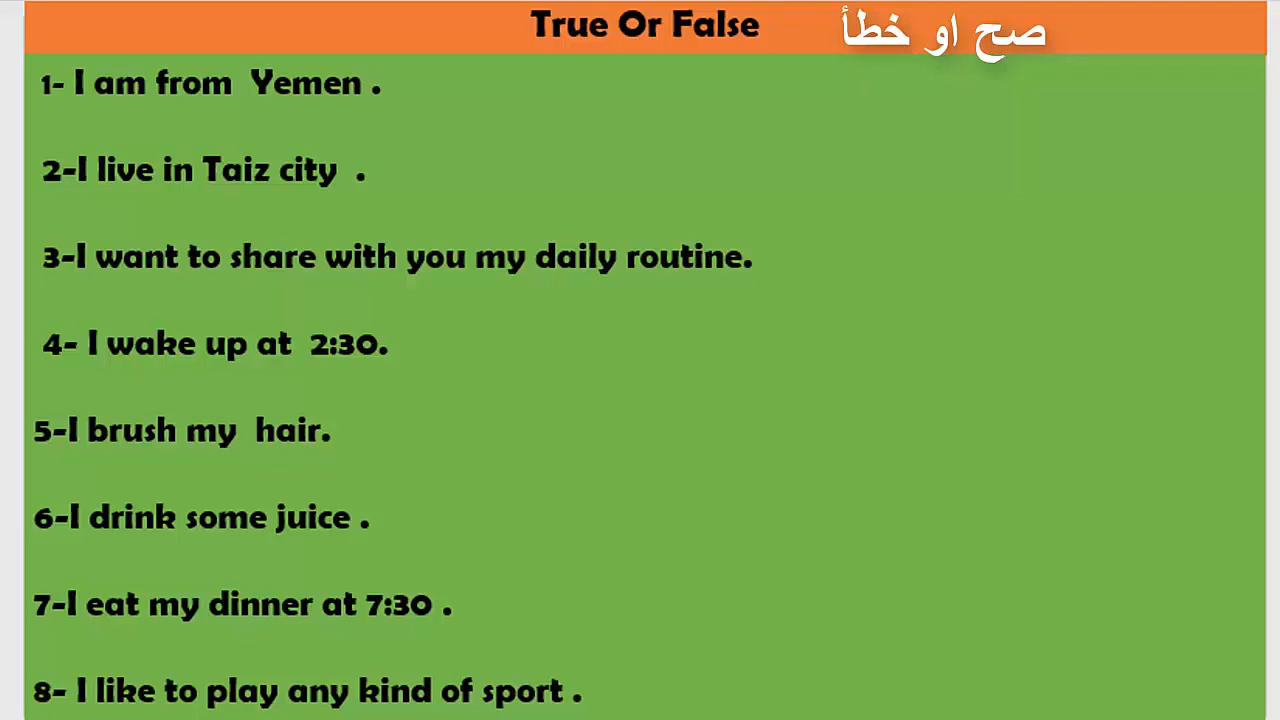 True Or False صح او خطأ
1- I am from Yemen .
2-I live in Taiz city .
3-I want to share with you my daily routine.
4- I wake up at 2:30.
5-I brush my hair.
6-I drink some juice .
7-I eat my dinner at 7:30 .
8- I like to play any kind of sport .